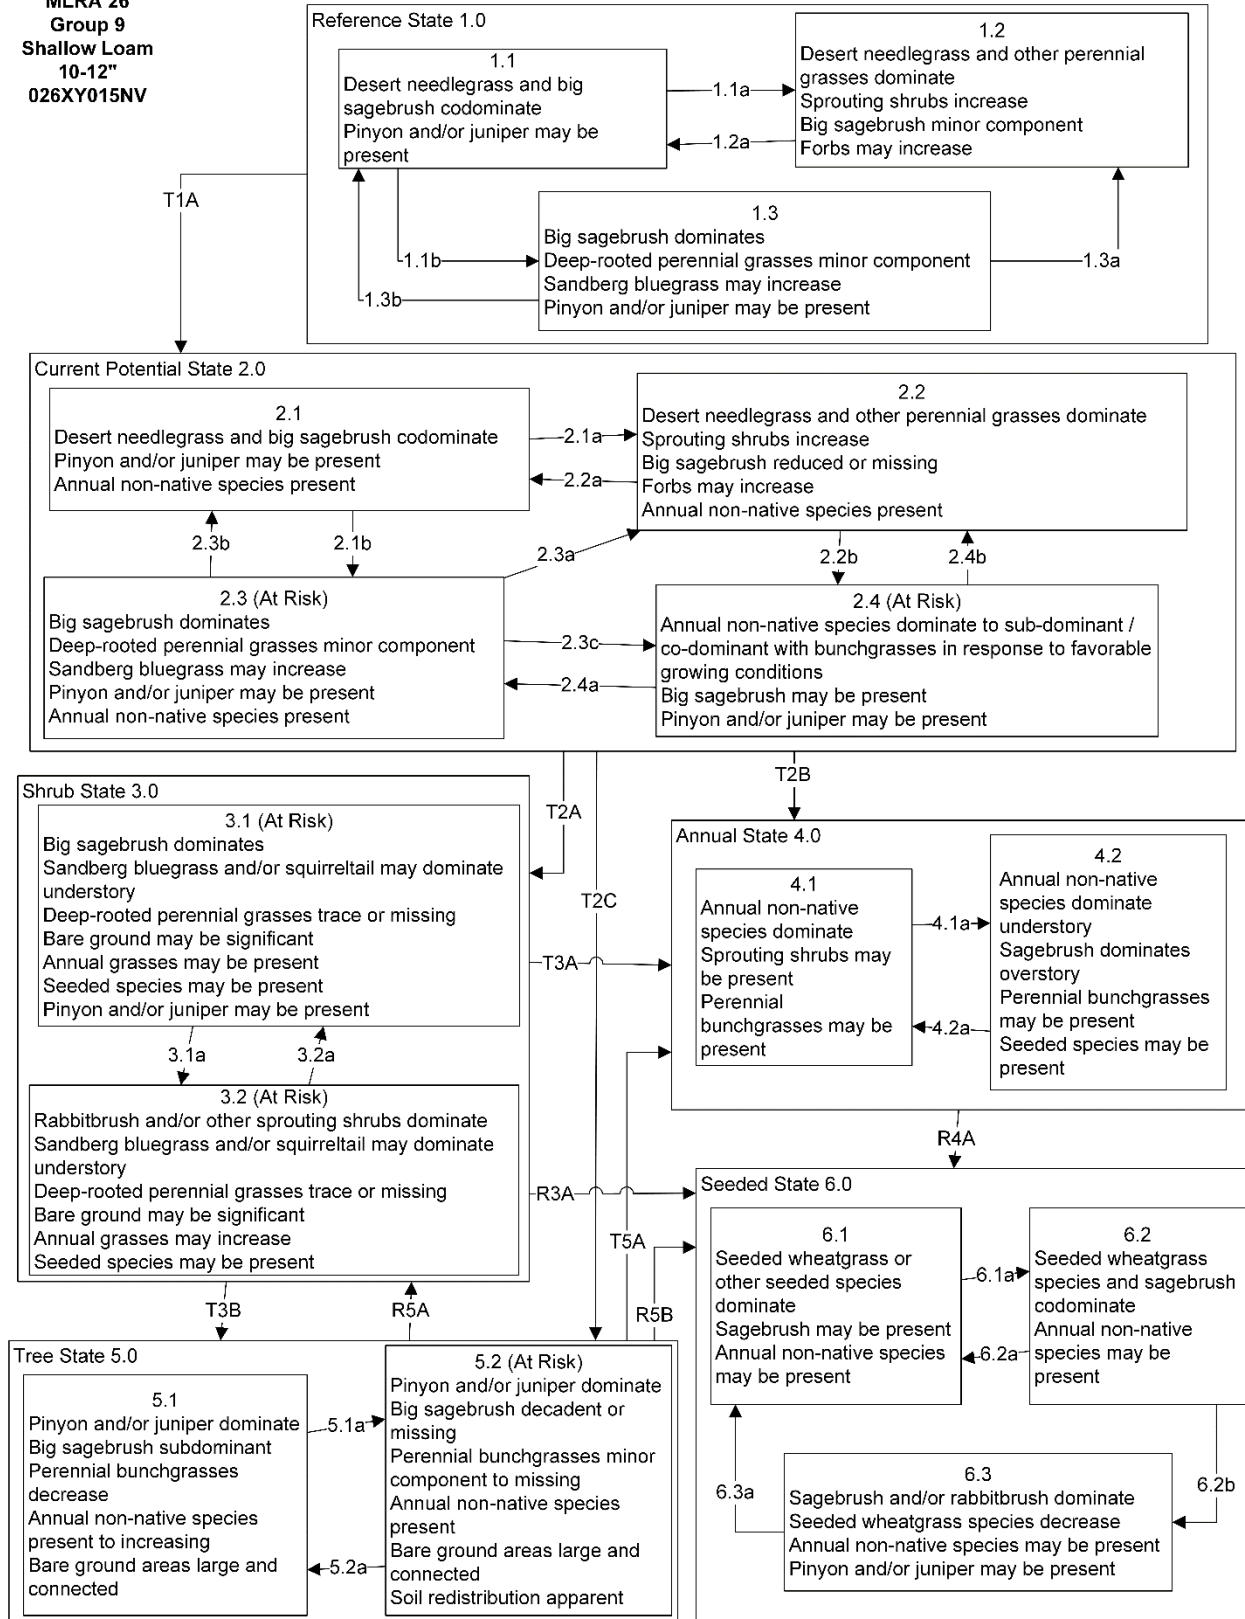 MLRA 26
Group 9
Shallow Loam
10-12"
026XY015NV
Reference State 1.0
1.1
Desert needlegrass and big
sagebrush codominate
Pinyon and/or juniper may be
present
1.1a
1.2a
1.2
Desert needlegrass and other perennial
grasses dominate
Sprouting shrubs increase
Big sagebrush minor component
Forbs may increase
T1A
1.1b
1.3b
1.3
Big sagebrush dominates
Deep-rooted perennial grasses minor component
Sandberg bluegrass may increase
Pinyon and/or juniper may be present
1.3a
Current Potential State 2.0
2.1
Desert needlegrass and big sagebrush codominate
Pinyon and/or juniper may be present
Annual non-native species present
2.1a
2.2a
2.2
Desert needlegrass and other perennial grasses dominate
Sprouting shrubs increase
Big sagebrush reduced or missing
Forbs may increase
Annual non-native species present
2.3b
2.1b
2.3a
2.2b
2.4b
2.3 (At Risk)
Big sagebrush dominates
Deep-rooted perennial grasses minor component
Sandberg bluegrass may increase
Pinyon and/or juniper may be present
Annual non-native species present
2.3c
2.4a
2.4 (At Risk)
Annual non-native species dominate to sub-dominant /
co-dominant with bunchgrasses in response to favorable
growing conditions
Big sagebrush may be present
Pinyon and/or juniper may be present
T2A
T2C
T2B
Shrub State 3.0
3.1 (At Risk)
Big sagebrush dominates
Sandberg bluegrass and/or squirreltail may dominate
understory
Deep-rooted perennial grasses trace or missing
Bare ground may be significant
Annual grasses may be present
Seeded species may be present
Pinyon and/or juniper may be present
3.1a
3.2a
3.2 (At Risk)
Rabbitbrush and/or other sprouting shrubs dominate
Sandberg bluegrass and/or squirreltail may dominate
understory
Deep-rooted perennial grasses trace or missing
Bare ground may be significant
Annual grasses may increase
Seeded species may be present
T3A
R3A
Annual State 4.0
4.1
Annual non-native
species dominate
Sprouting shrubs may
be present
Perennial
bunchgrasses may be
present
4.1a
4.2a
4.2
Annual non-native
species dominate
understory
Sagebrush dominates
overstory
Perennial bunchgrasses
may be present
Seeded species may be
present
R4A
T3B
R5A
T5A
R5B
Tree State 5.0
5.1
Pinyon and/or juniper dominate
Big sagebrush subdominant
Perennial bunchgrasses
decrease
Annual non-native species
present to increasing
Bare ground areas large and
connected
5.1a
5.2a
5.2 (At Risk)
Pinyon and/or juniper dominate
Big sagebrush decadent or
missing
Perennial bunchgrasses minor
component to missing
Annual non-native species
present
Bare ground areas large and
connected
Soil redistribution apparent
Seeded State 6.0
6.1
Seeded wheatgrass or
other seeded species
dominate
Sagebrush may be present
Annual non-native species
may be present
6.1a
6.2a
6.2
Seeded wheatgrass
species and sagebrush
codominate
Annual non-native
species may be
present
6.3a
6.2b
6.3
Sagebrush and/or rabbitbrush dominate
Seeded wheatgrass species decrease
Annual non-native species may be present
Pinyon and/or juniper may be present